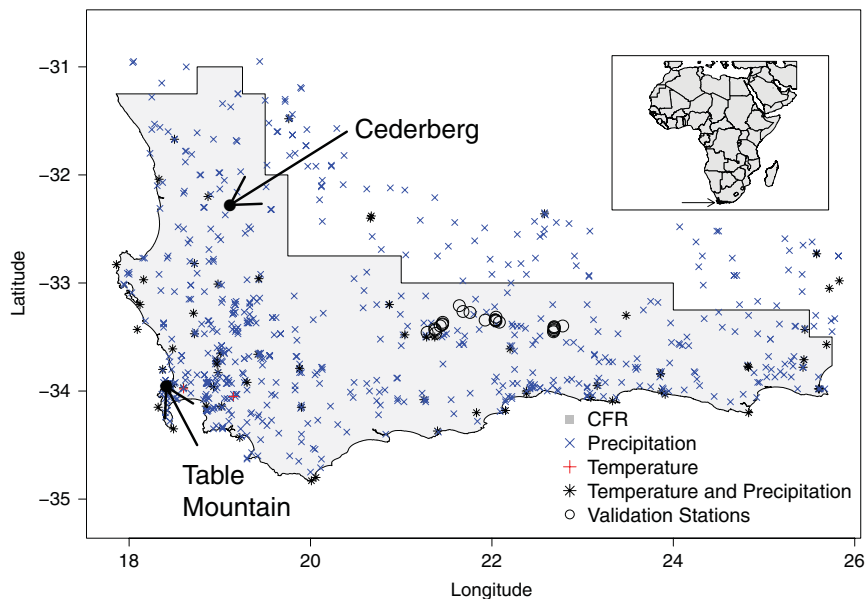 −31
−32
−33
−34
−35
Latitude
Cederberg
Table
Mountain
CFR
Precipitation
Temperature
Temperature and Precipitation
Validation Stations
18
20
22
24
26
Longitude